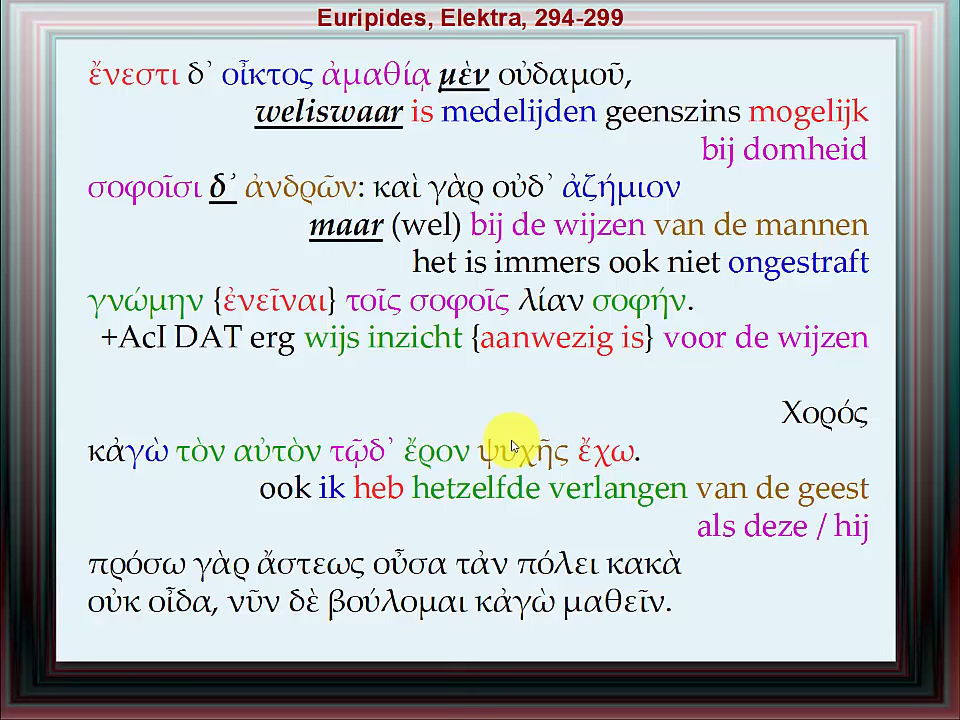 Euripides, Elektra, 294-299
ἔνεστι δ᾽ οἶκτος ἀμαθίᾳ μὲν οὐδαμοῦ,
weliswaar is medelijden geenszins mogelijk
bij domheid
σοφοῖσι δ᾽ ἀνδρῶν: καὶ γὰρ οὐδ᾽ ἀζήμιον
maar (wel) bij de wijzen van de mannen
het is immers ook niet ongestraft
γνώμην {ἐνεῖναι} τοῖς σοφοῖς λίαν σοφήν.
+AcI DAT erg wijs inzicht {aanwezig is} voor de wijzen
Χορός
κἀγὼ τὸν αὐτὸν τῷδ᾽ ἔρον ψυχῆς ἔχω.
ook ik heb hetzelfde verlangen van de geest
als deze / hij
πρόσω γὰρ ἄστεως οὖσα τἀν πόλει κακὰ
οὐκ οἶδα, νῦν δὲ βούλομαι κἀγὼ μαθεῖν.